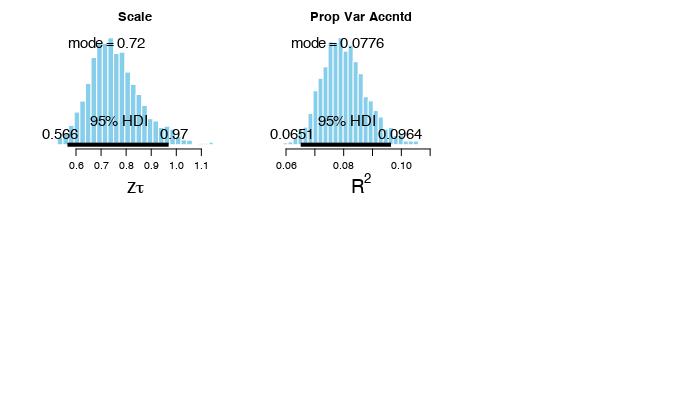 Scale
mode = 0.72
95% HDI
0.566 0.97
0.6 0.7 0.8 0.9 1.0 1.1
zτ
Prop Var Accntd
mode = 0.0776
95% HDI
0.0651 0.0964
0.06 0.08 0.10
R²